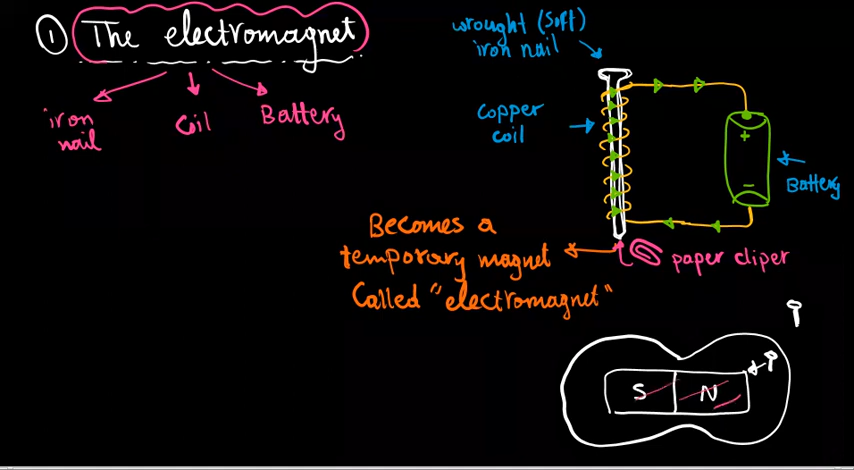 ① The electromagnet
iron
nail
Coil
Battery
wrought (Soft)
iron nail
copper
coil
+
−
Battery
Becomes a
temporary magnet
Called "electromagnet"
paper cliper
S N